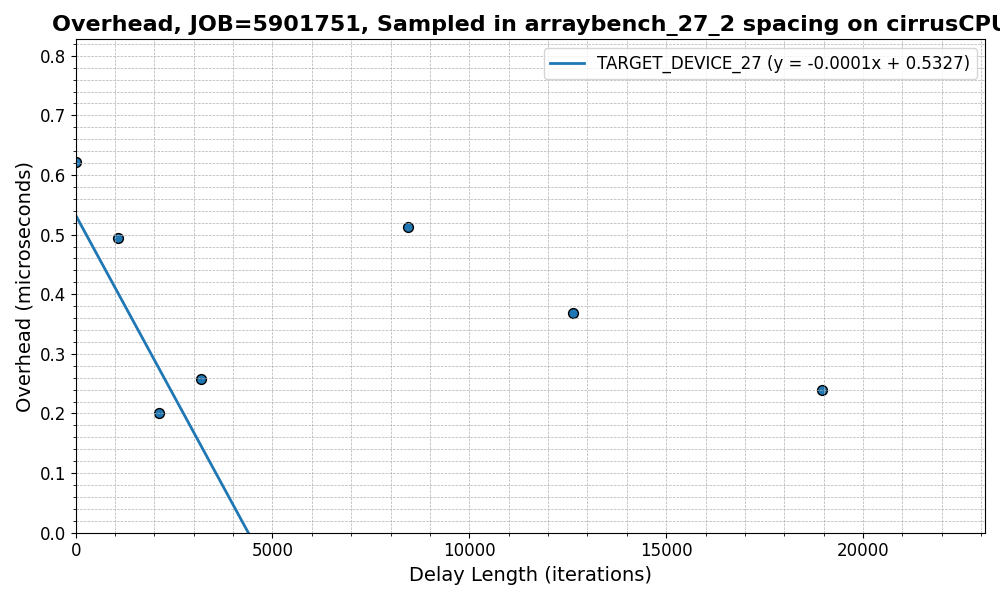 Overhead, JOB=5901751, Sampled in arraybench_27_2 spacing on cirrusCPU
TARGET_DEVICE_27 (y = -0.0001x + 0.5327)
Overhead (microseconds)
0.8
0.7
0.6
0.5
0.4
0.3
0.2
0.1
0.0
0 5000 10000 15000 20000
Delay Length (iterations)